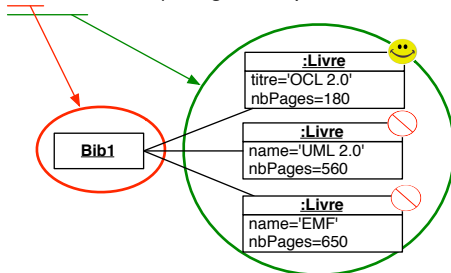 :Livre
titre='OCL 2.0'
nbPages=180
Bib1
:Livre
name='UML 2.0'
nbPages=560
:Livre
name='EMF'
nbPages=650